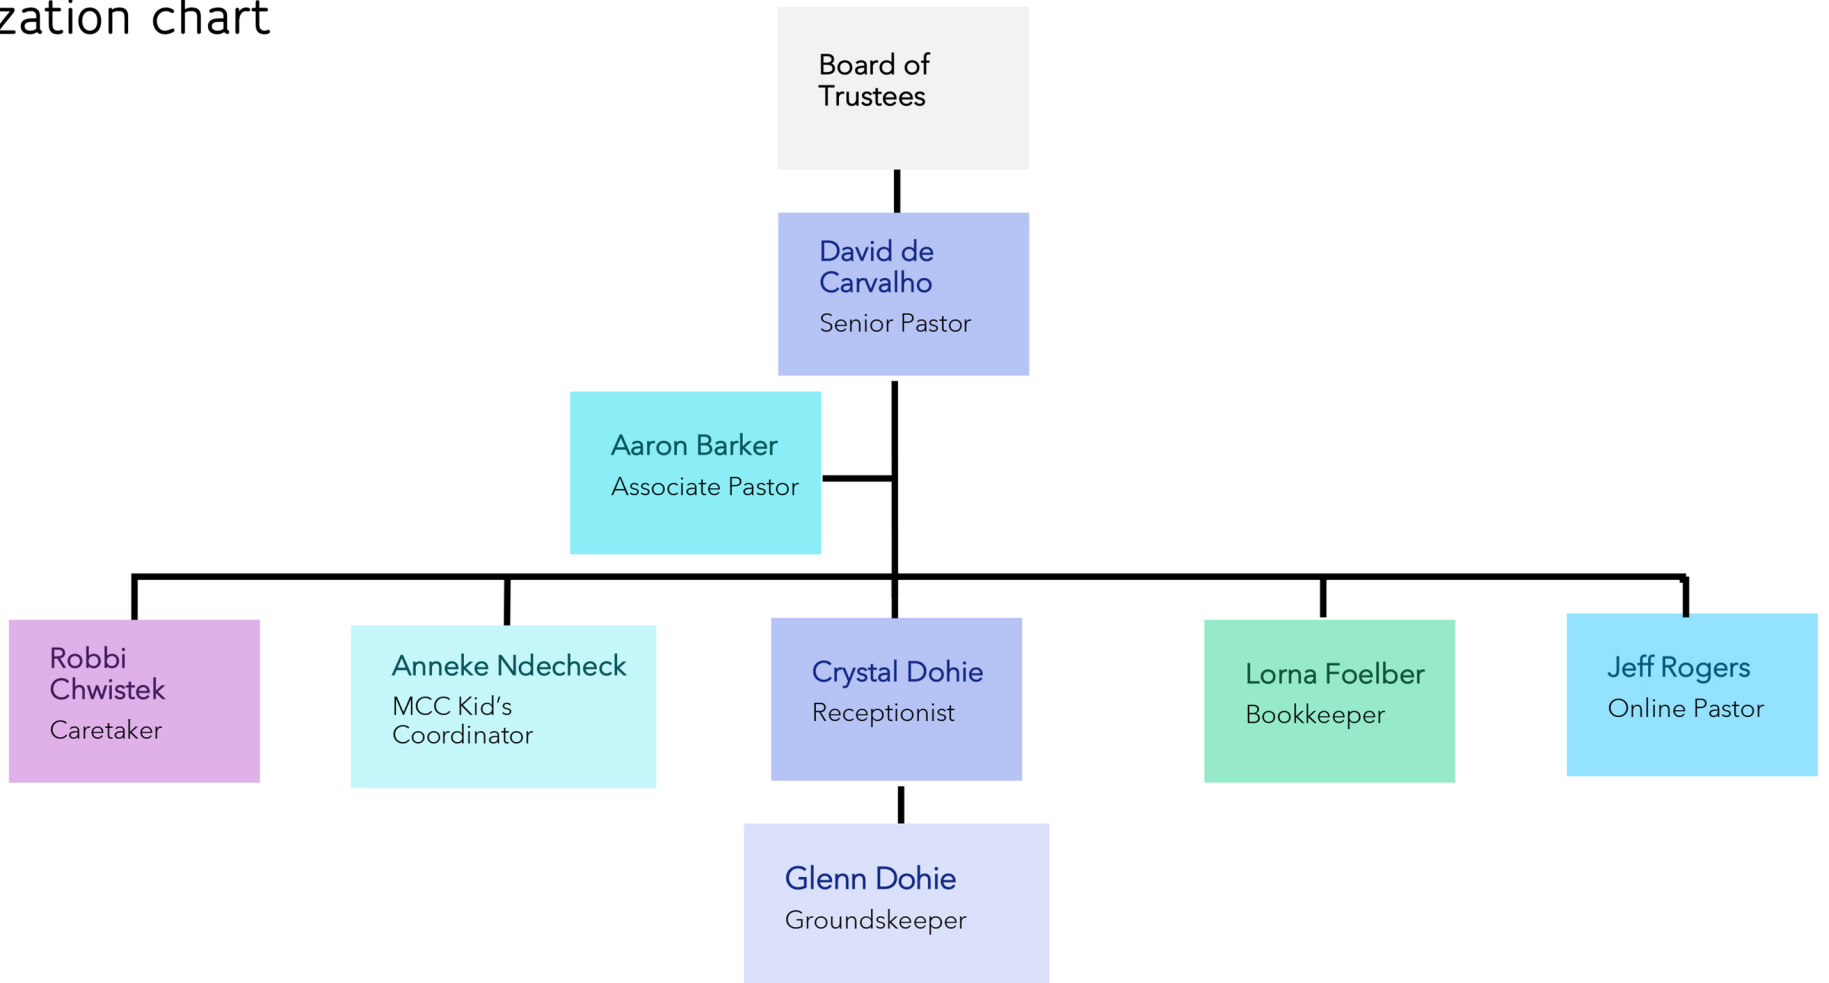 zation chart
Board of
Trustees
David de
Carvalho
Senior Pastor
Aaron Barker
Associate Pastor
Robbi
Chwistek
Caretaker
Anneke Ndecheck
MCC Kid’s
Coordinator
Crystal Dohie
Receptionist
Lorna Foelber
Bookkeeper
Jeff Rogers
Online Pastor
Glenn Dohie
Groundskeeper